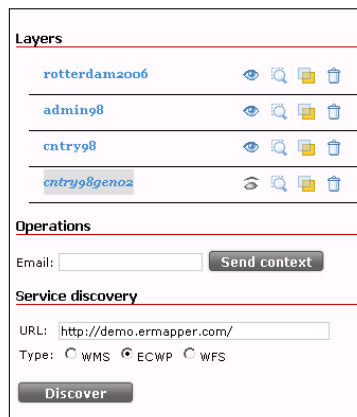 Layers
rotterdam2006
admin98
cntry98
cntry98geno2
Operations
Email: Send context
Service discovery
URL: http://demo.ermapper.com/
Type: WMS ECWP WFS
Discover